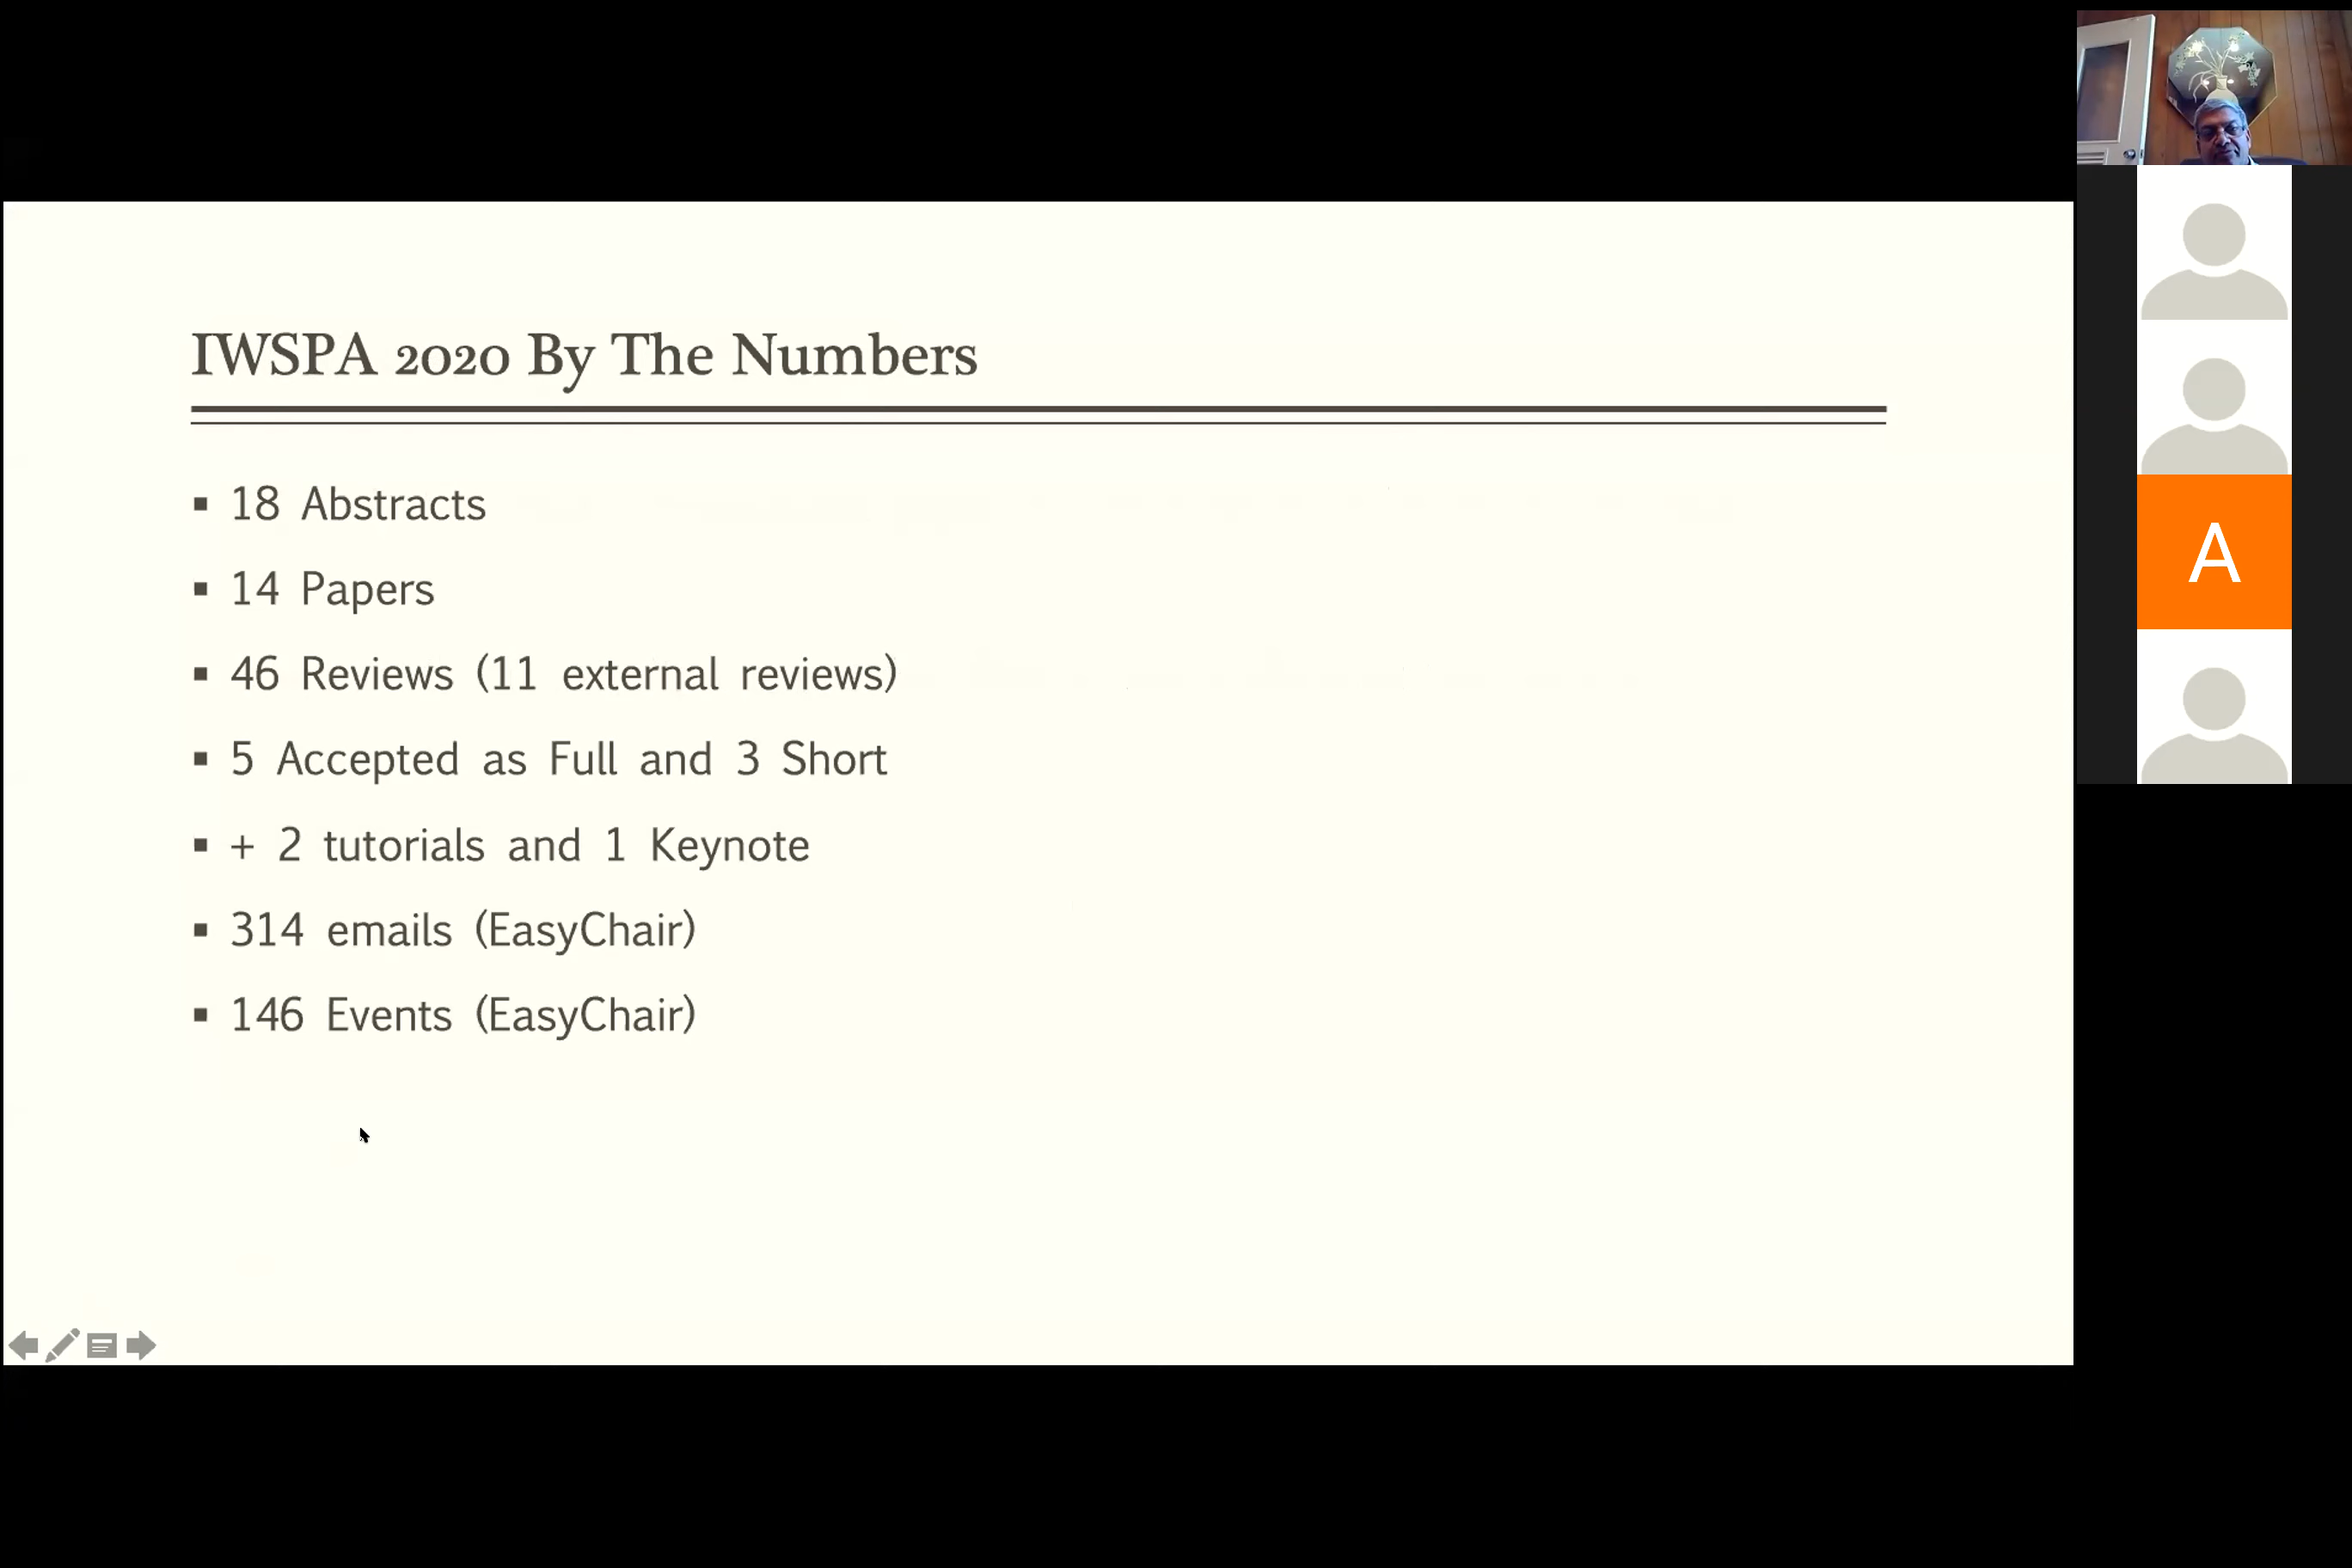 IWSPA 2020 By The Numbers
▪ 18 Abstracts
▪ 14 Papers
▪ 46 Reviews (11 external reviews)
▪ 5 Accepted as Full and 3 Short
▪ + 2 tutorials and 1 Keynote
▪ 314 emails (EasyChair)
▪ 146 Events (EasyChair)
A